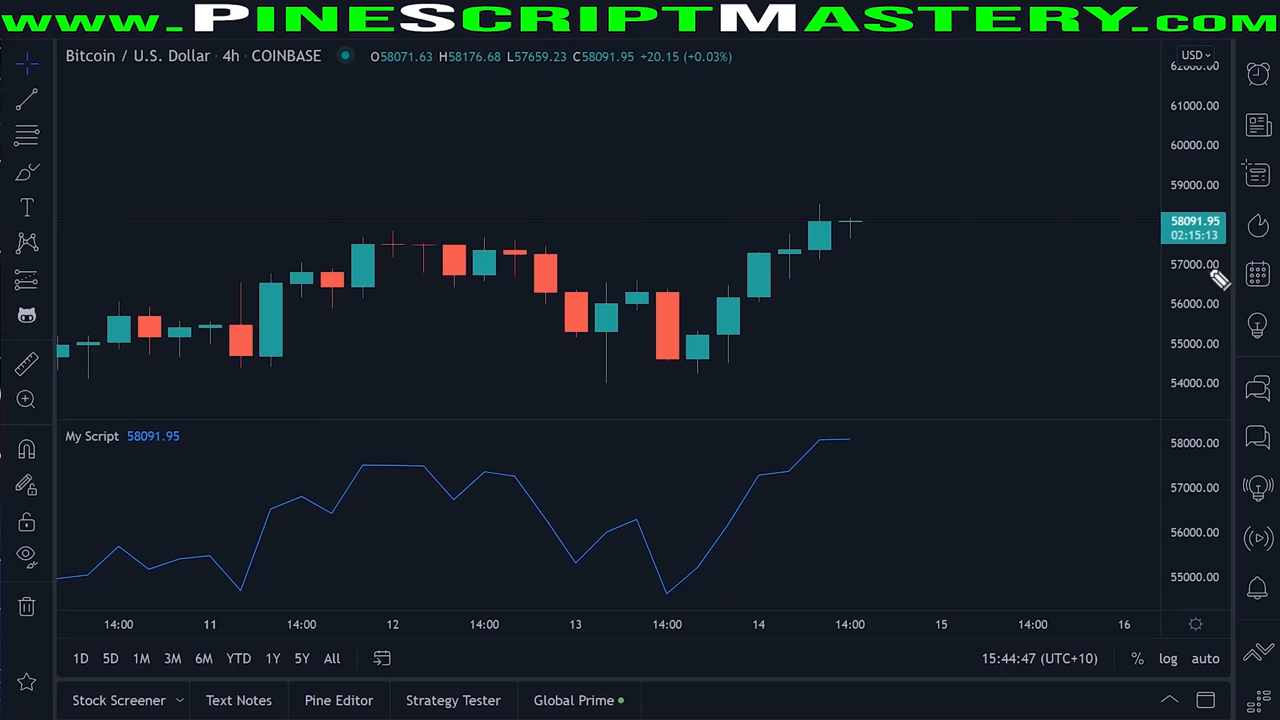 www.PineScriptMastery.com
Bitcoin / U.S. Dollar · 4h · COINBASE O58071.63 H58176.68 L57659.23 C58091.95 +20.15 (+0.03%)
USD
62000.00
61000.00
60000.00
59000.00
58091.95
02:15:13
57000.00
56000.00
55000.00
54000.00
My Script 58091.95
58000.00
57000.00
56000.00
55000.00
14:00 11 14:00 12 14:00 13 14:00 14 14:00 15 14:00 16
1D 5D 1M 3M 6M YTD 1Y 5Y All 15:44:47 (UTC+10) % log auto
Stock Screener Text Notes Pine Editor Strategy Tester Global Prime